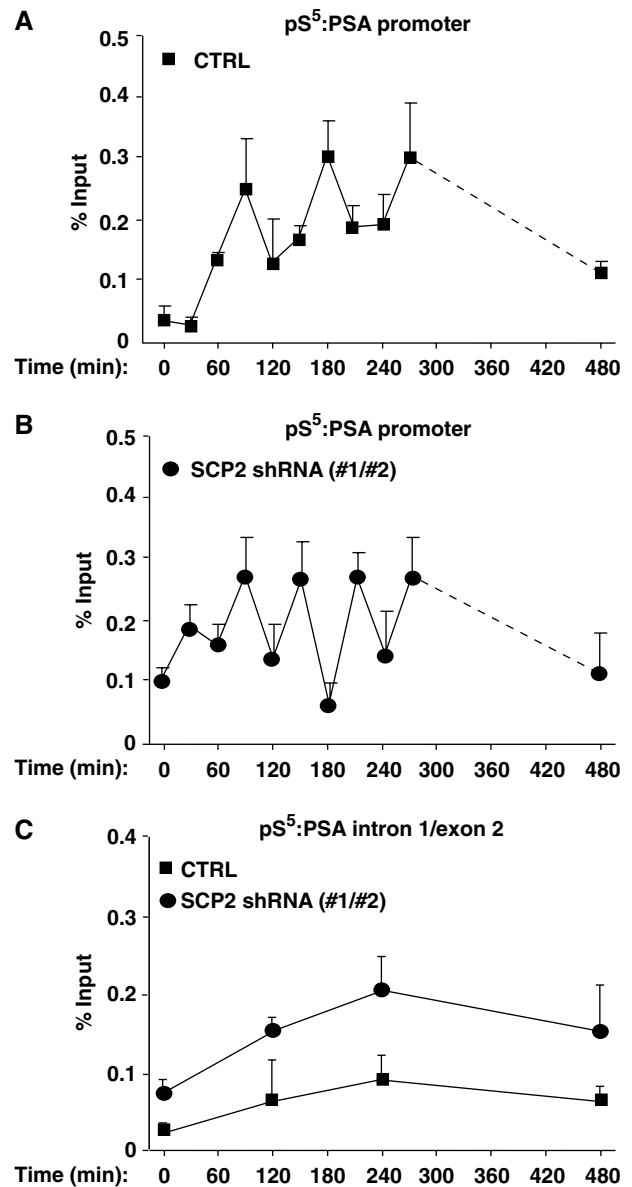 A
pS5:PSA promoter
CTRL
% Input
0.5
0.4
0.3
0.2
0.1
0
Time (min): 0 60 120 180 240 300 360 420 480
B
pS5:PSA promoter
SCP2 shRNA (#1/#2)
% Input
0.5
0.4
0.3
0.2
0.1
0
Time (min): 0 60 120 180 240 300 360 420 480
C
pS5:PSA intron 1/exon 2
CTRL
SCP2 shRNA (#1/#2)
% Input
0.4
0.3
0.2
0.1
0
Time (min): 0 60 120 180 240 300 360 420 480